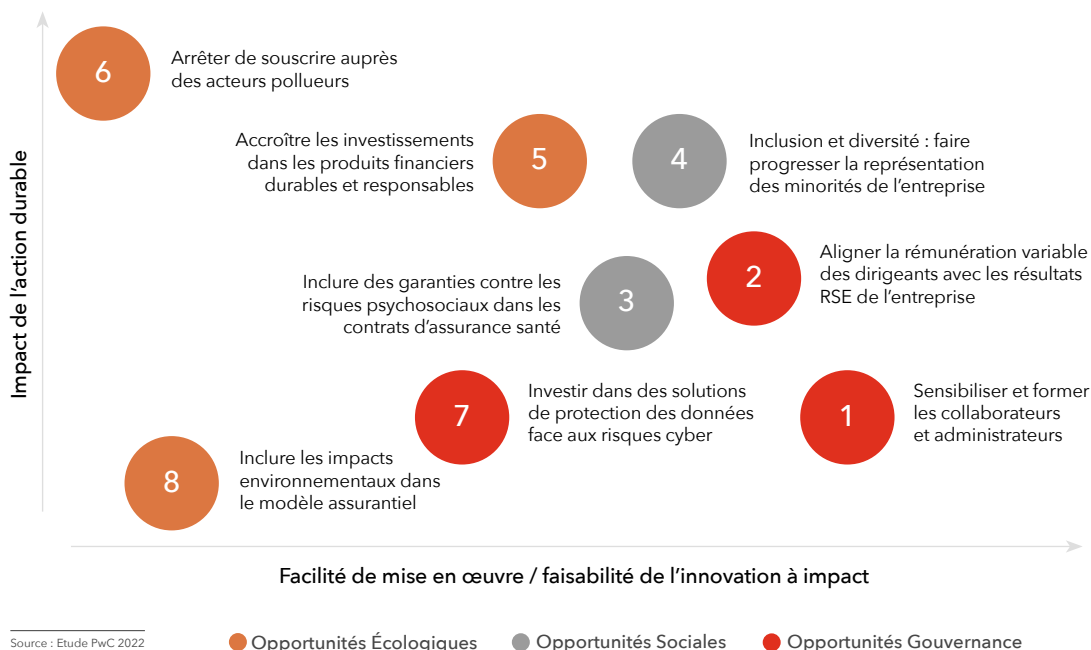 Impact de l'action durable
6
Arrêter de souscrire auprès
des acteurs pollueurs
Accroître les investissements
dans les produits financiers
durables et responsables
5
4
Inclusion et diversité : faire
progresser la représentation
des minorités de l'entreprise
Inclure des garanties contre les
risques psychosociaux dans les
contrats d'assurance santé
3
2
Aligner la rémunération variable
des dirigeants avec les résultats
RSE de l'entreprise
7
Investir dans des solutions
de protection des données
face aux risques cyber
1
Sensibiliser et former
les collaborateurs
et administrateurs
8
Inclure les impacts
environnementaux dans
le modèle assurantiel
Facilité de mise en œuvre / faisabilité de l'innovation à impact
Source : Etude PwC 2022
Opportunités Écologiques
Opportunités Sociales
Opportunités Gouvernance